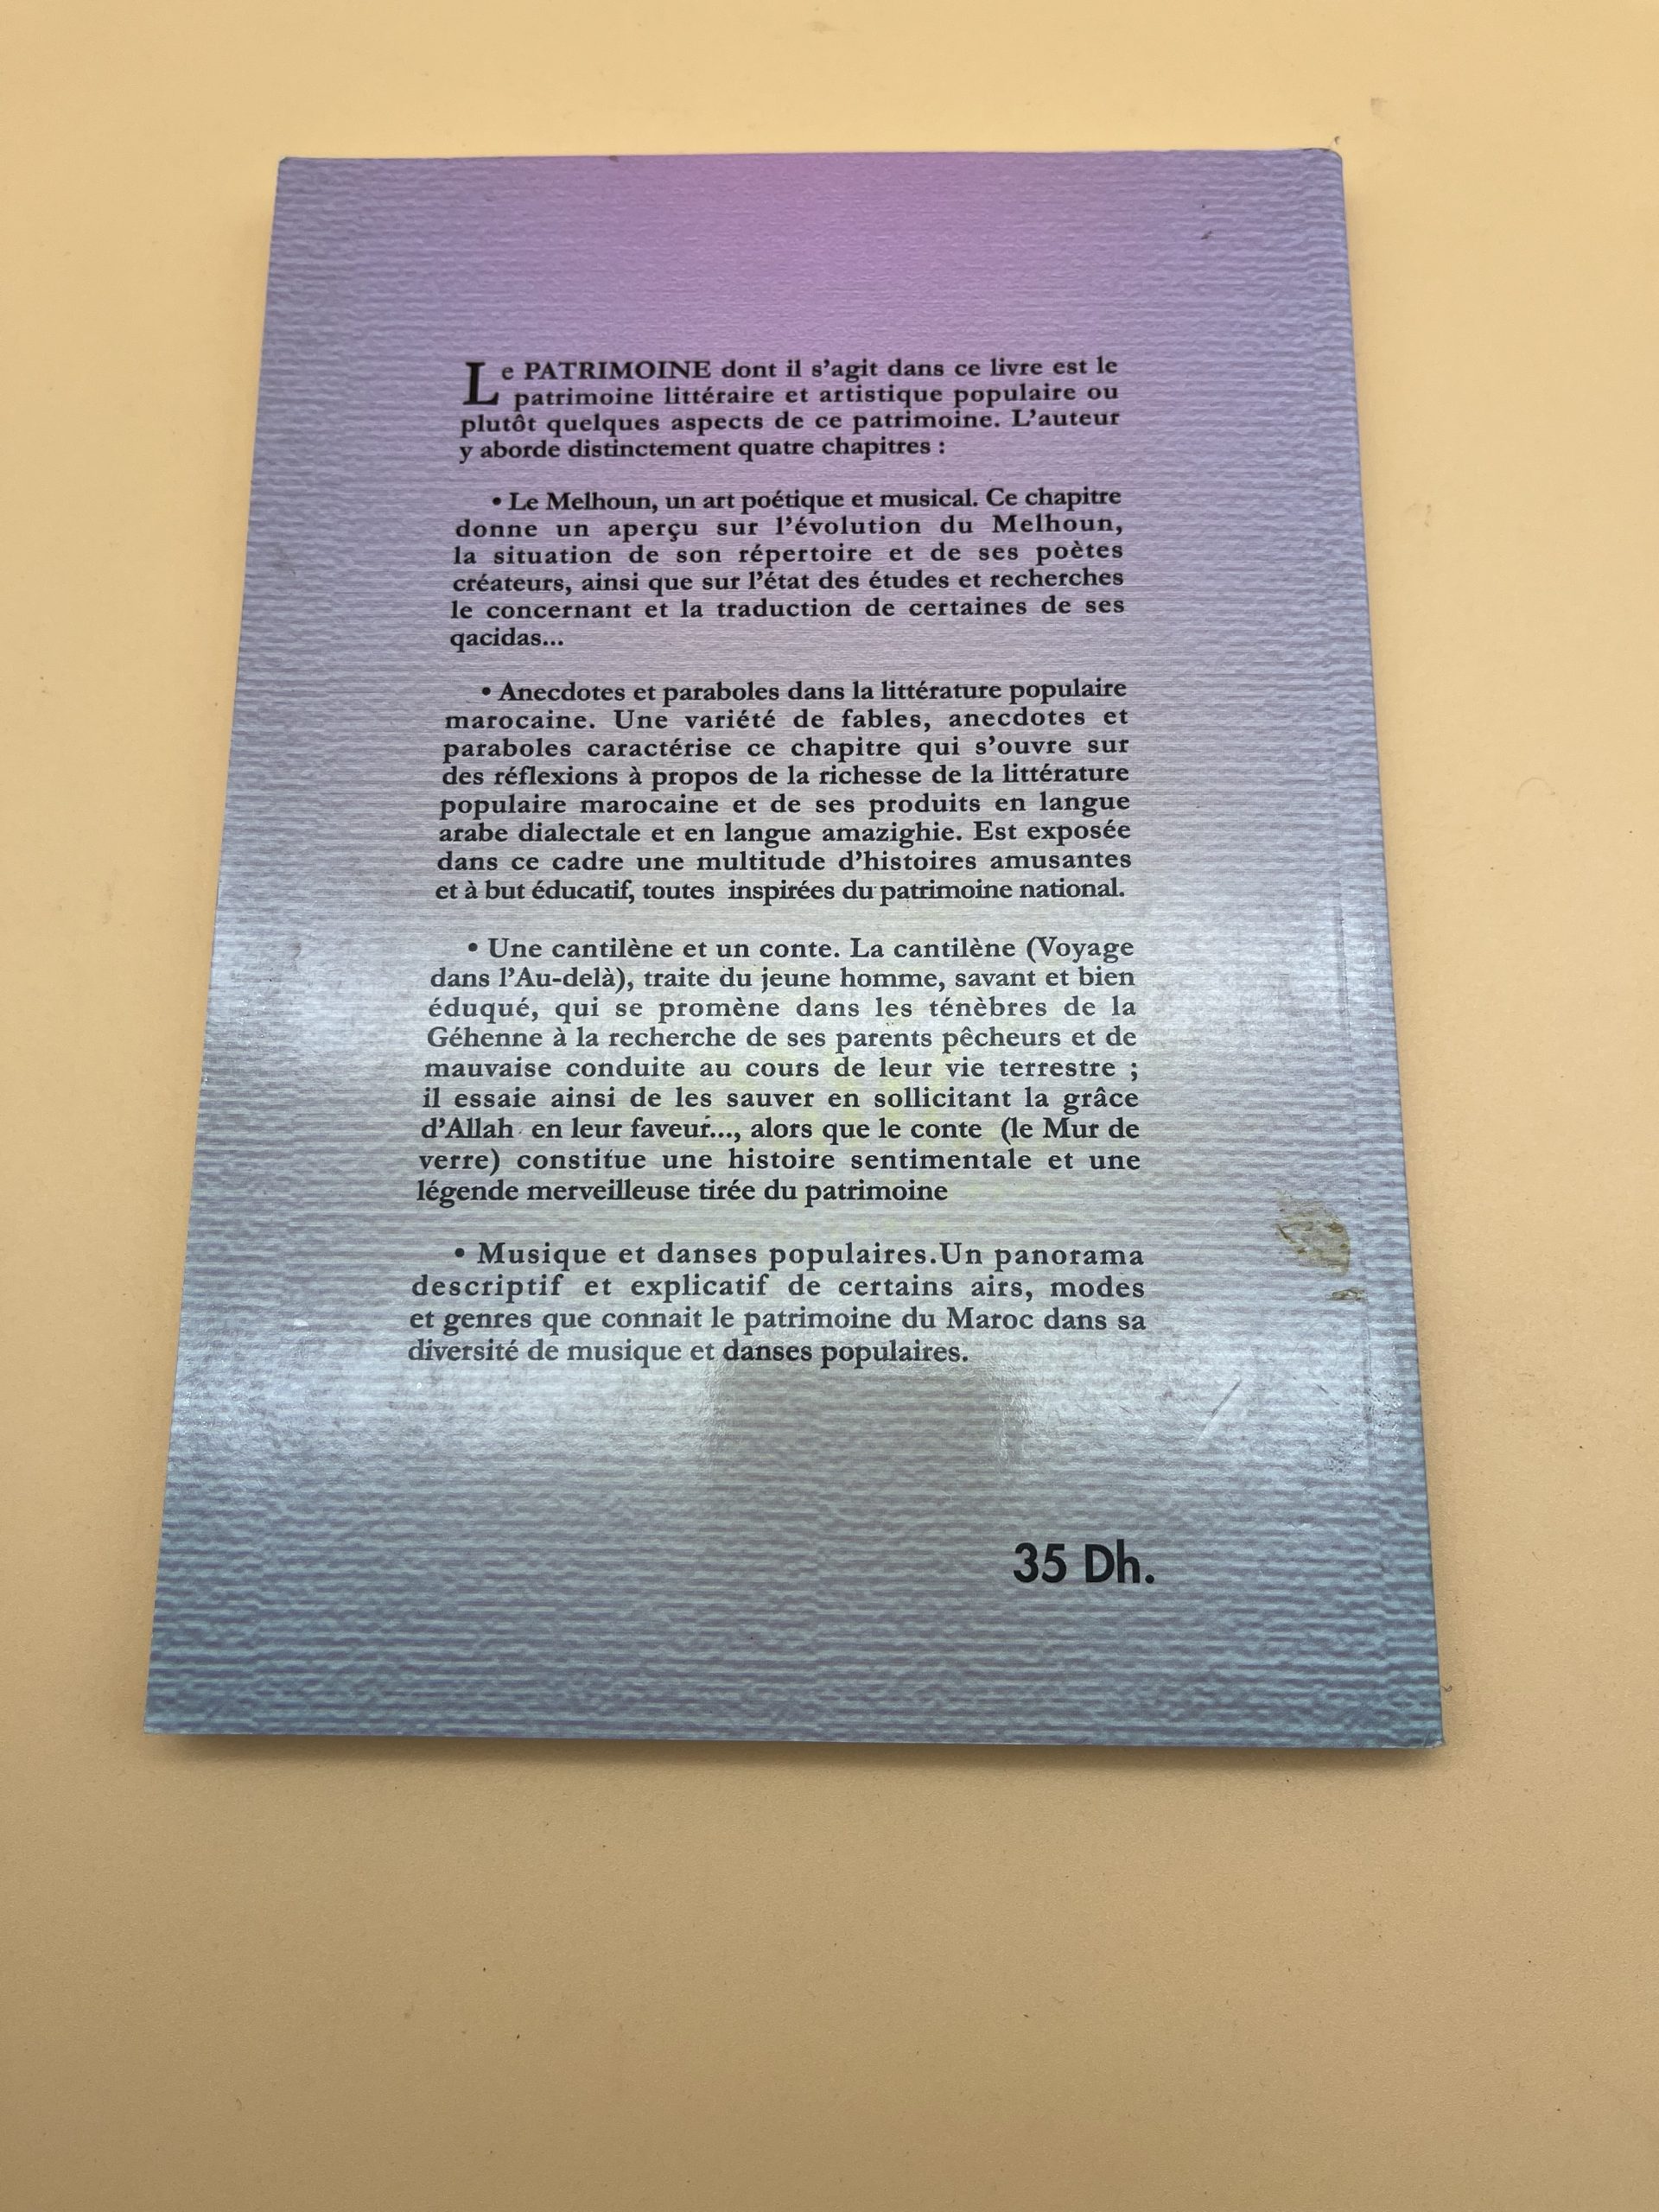 Le PATRIMOINE dont il s’agit dans ce livre est le
patrimoine littéraire et artistique populaire ou
plutôt quelques aspects de ce patrimoine. L’auteur
y aborde distinctement quatre chapitres :
• Le Melhoun, un art poétique et musical. Ce chapitre
donne un aperçu sur l’évolution du Melhoun,
la situation de son répertoire et de ses poètes
créateurs, ainsi que sur l’état des études et recherches
le concernant et la traduction de certaines de ses
qacidas...
• Anecdotes et paraboles dans la littérature populaire
marocaine. Une variété de fables, anecdotes et
paraboles caractérise ce chapitre qui s’ouvre sur
des réflexions à propos de la richesse de la littérature
populaire marocaine et de ses produits en langue
arabe dialectale et en langue amazighie. Est exposée
dans ce cadre une multitude d’histoires amusantes
et à but éducatif, toutes inspirées du patrimoine national.
• Une cantilène et un conte. La cantilène (Voyage
dans l’Au-delà), traite du jeune homme, savant et bien
éduqué, qui se promène dans les ténèbres de la
Géhenne à la recherche de ses parents pêcheurs et de
mauvaise conduite au cours de leur vie terrestre ;
il essaie ainsi de les sauver en sollicitant la grâce
d’Allah en leur faveur..., alors que le conte (le Mur de
verre) constitue une histoire sentimentale et une
légende merveilleuse tirée du patrimoine
• Musique et danses populaires.Un panorama
descriptif et explicatif de certains airs, modes
et genres que connait le patrimoine du Maroc dans sa
diversité de musique et danses populaires.
35 Dh.